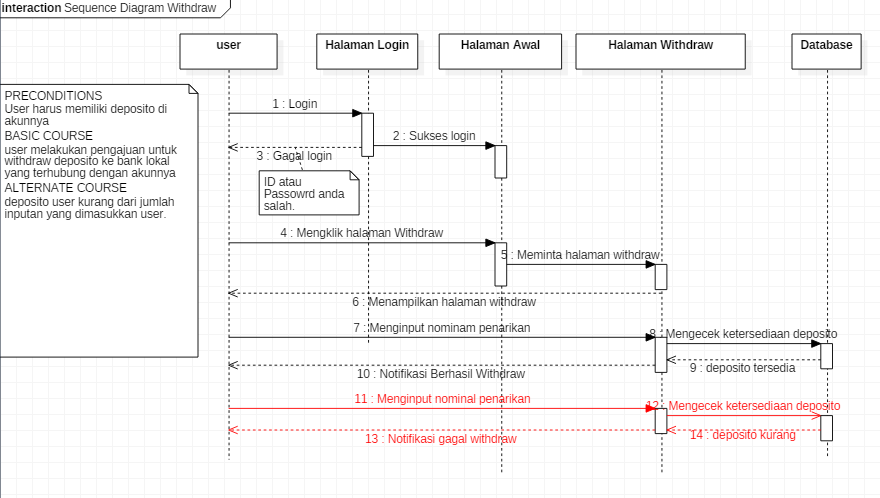 interaction Sequence Diagram Withdraw
user
Halaman Login
Halaman Awal
Halaman Withdraw
Database
PRECONDITIONS
User harus memiliki deposito di
akunnya
BASIC COURSE
user melakukan pengajuan untuk
withdraw deposito ke bank lokal
yang terhubung dengan akunnya
ALTERNATE COURSE
deposito user kurang dari jumlah
inputan yang dimasukkan user.
1 : Login
2 : Sukses login
3 : Gagal login
ID atau
Passowrd anda
salah.
4 : Mengklik halaman Withdraw
5 : Meminta halaman withdraw
6 : Menampilkan halaman withdraw
7 : Menginput nominam penarikan
8 : Mengecek ketersediaan deposito
9 : deposito tersedia
10 : Notifikasi Berhasil Withdraw
11 : Menginput nominal penarikan
12 : Mengecek ketersediaan deposito
14 : deposito kurang
13 : Notifikasi gagal withdraw